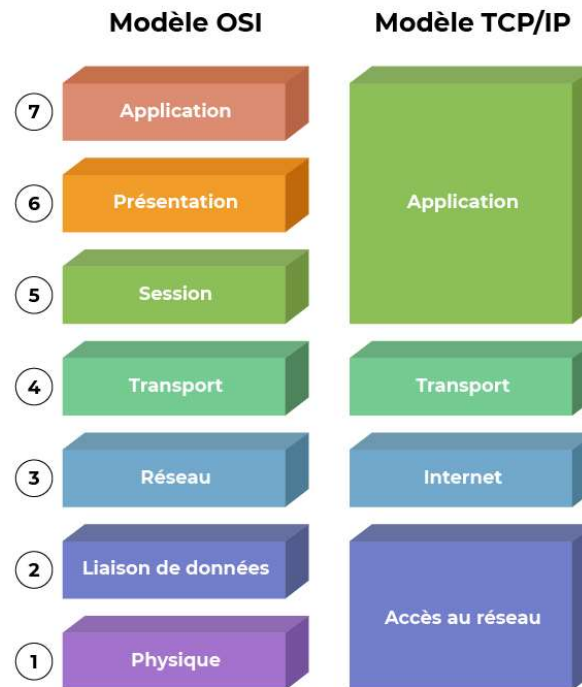 Modèle OSI
Modèle TCP/IP
7
Application
6
Présentation
Application
5
Session
4
Transport
Transport
3
Réseau
Internet
2
Liaison de données
Accès au réseau
1
Physique